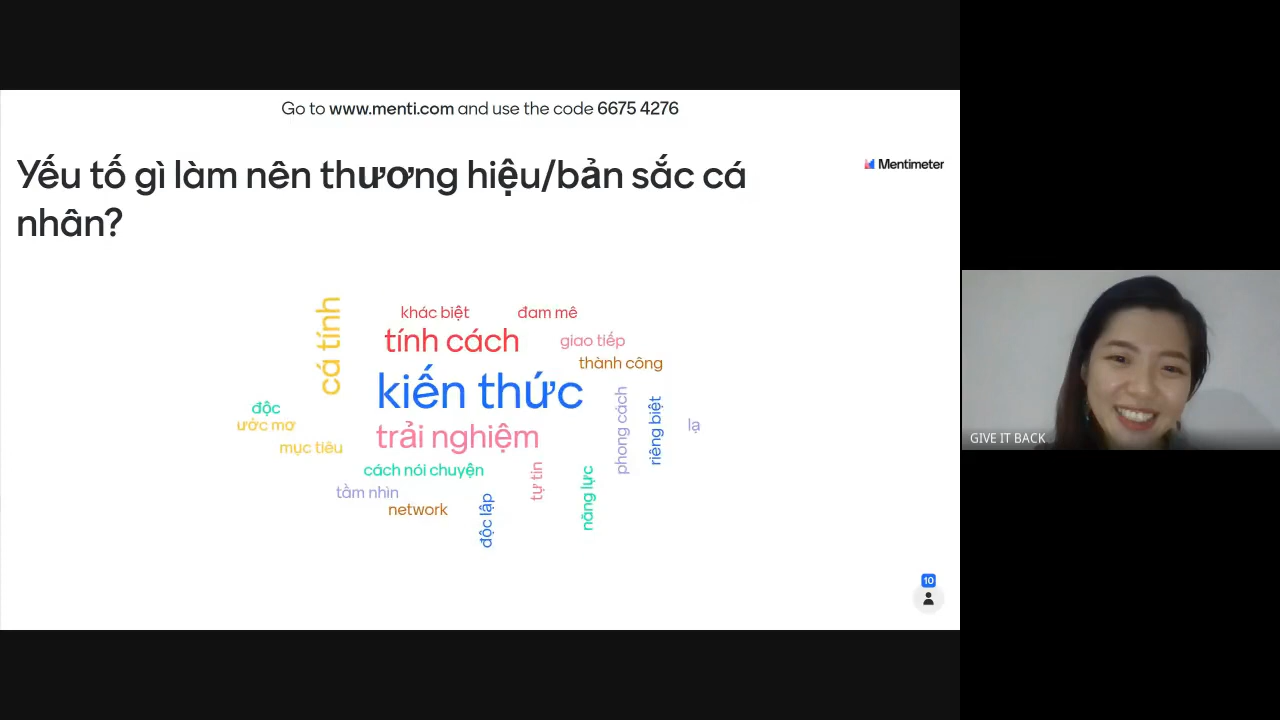 Go to www.menti.com and use the code 6675 4276
Mentimeter
Yếu tố gì làm nên thương hiệu/bản sắc cá
nhân?
cá tính
khác biệt
đam mê
tính cách
giao tiếp
thành công
kiến thức
độc
ước mơ
mục tiêu
trải nghiệm
phong cách
riêng biệt
lạ
cách nói chuyện
tầm nhìn
network
độc lập
tự tin
năng lực
10
GIVE IT BACK